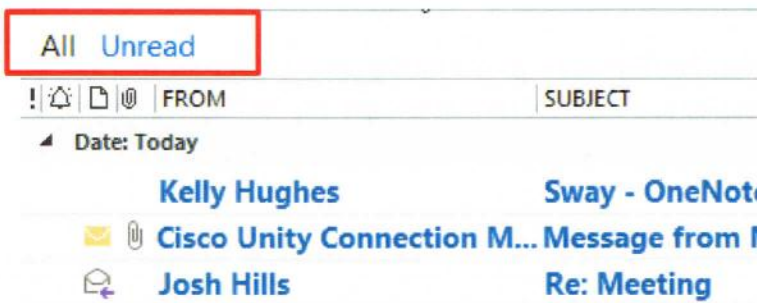 All Unread
! FROM SUBJECT
Date: Today
Kelly Hughes Sway - OneNote
Cisco Unity Connection M... Message from
Josh Hills Re: Meeting